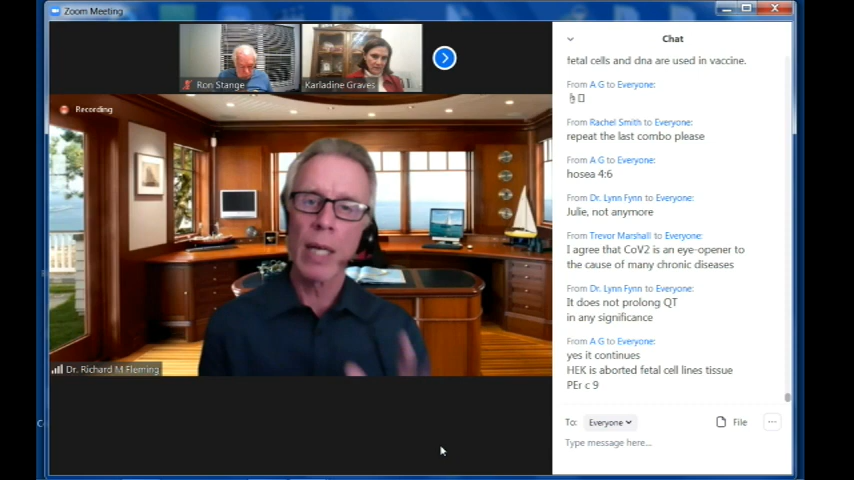 Zoom Meeting
Ron Stange
Karladine Graves
Recording
Dr. Richard M Fleming
Chat
fetal cells and dna are used in vaccine.
From A G to Everyone:
From Rachel Smith to Everyone:
repeat the last combo please
From A G to Everyone:
hosea 4:6
From Dr. Lynn Fynn to Everyone:
Julie, not anymore
From Trevor Marshall to Everyone:
I agree that CoV2 is an eye-opener to
the cause of many chronic diseases
From Dr. Lynn Fynn to Everyone:
It does not prolong QT
in any significance
From A G to Everyone:
yes it continues
HEK is aborted fetal cell lines tissue
PEr c 9
To: Everyone File ...
Type message here...